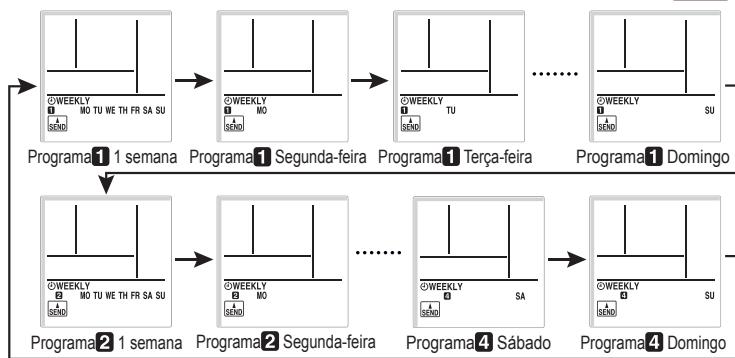 WEEKLY
1 MO TU WE TH FR SA SU
SEND
Programa 1 1 semana
WEEKLY
1 MO
SEND
Programa 1 Segunda-feira
WEEKLY
1 TU
SEND
Programa 1 Terça-feira
WEEKLY
1 SU
SEND
Programa 1 Domingo
WEEKLY
2 MO TU WE TH FR SA SU
SEND
Programa 2 1 semana
WEEKLY
2 MO
SEND
Programa 2 Segunda-feira
WEEKLY
4 SA
SEND
Programa 4 Sábado
WEEKLY
4 SU
SEND
Programa 4 Domingo